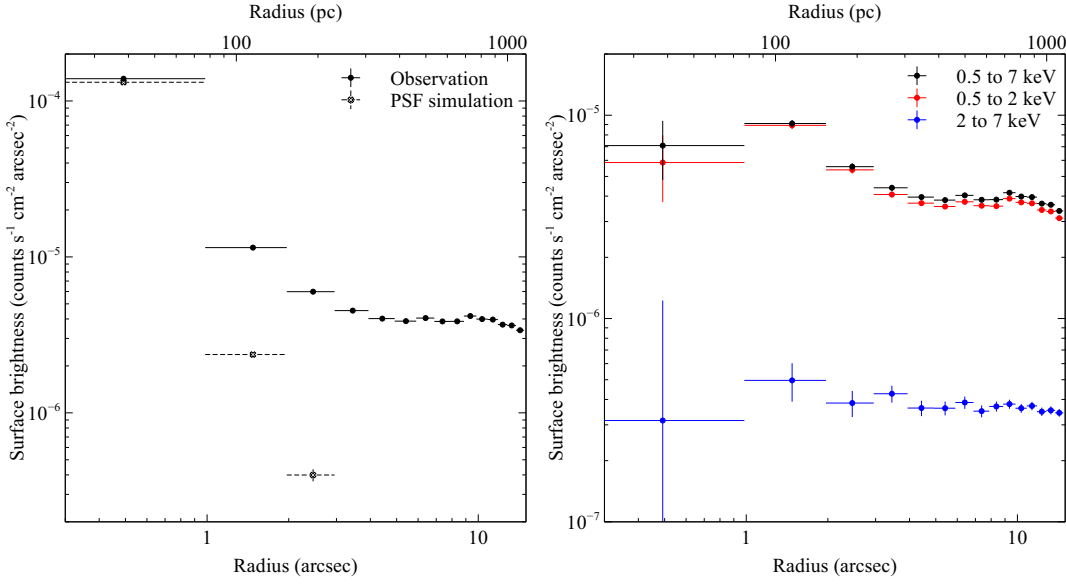 Radius (pc)
100
1000
Observation
PSF simulation
10^-4
10^-5
10^-6
Surface brightness (counts s^-1 cm^-2 arcsec^-2)
1
10
Radius (arcsec)
Radius (pc)
100
1000
0.5 to 7 keV
0.5 to 2 keV
2 to 7 keV
10^-5
10^-6
10^-7
Surface brightness (counts s^-1 cm^-2 arcsec^-2)
1
10
Radius (arcsec)